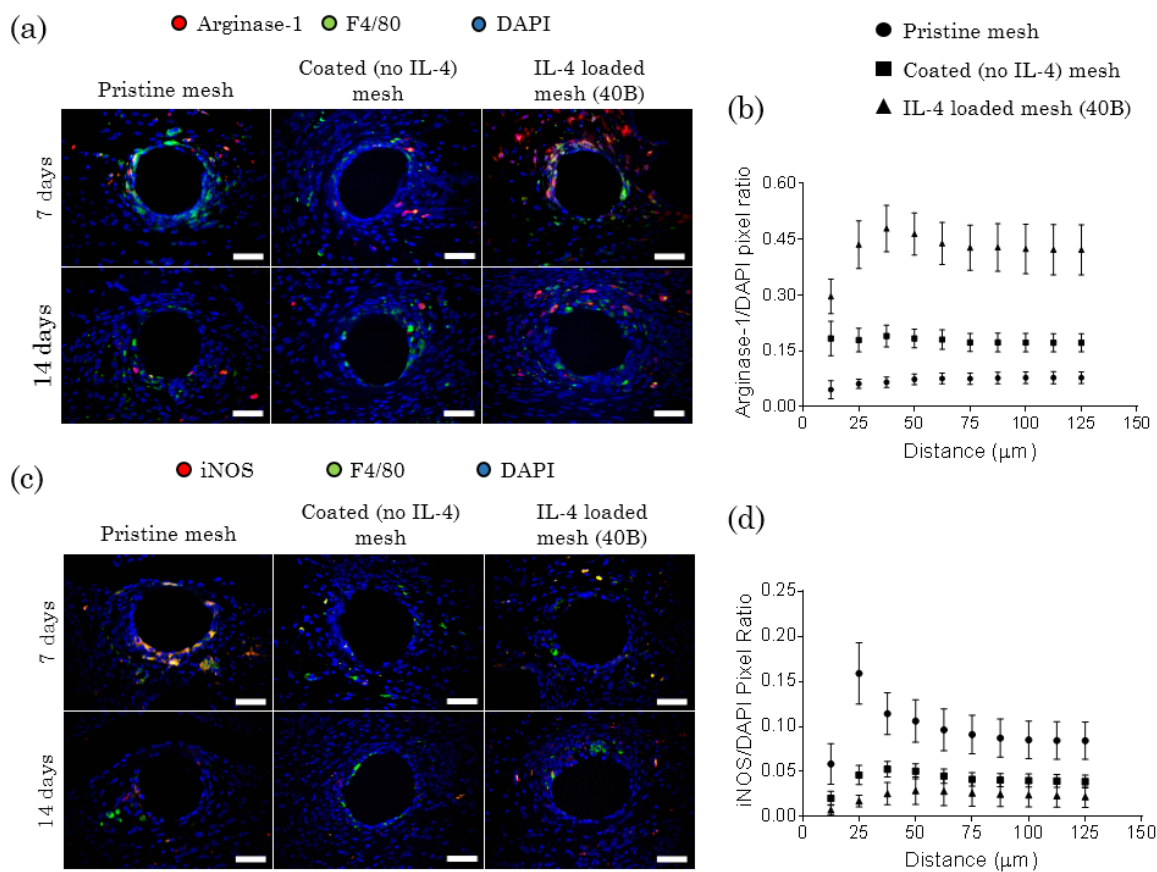 (a)
Arginase-1 F4/80 DAPI
Pristine mesh
Coated (no IL-4)
mesh
IL-4 loaded
mesh (40B)
7 days
14 days
Pristine mesh
Coated (no IL-4) mesh
IL-4 loaded mesh (40B)
(b)
Arginase-1/DAPI pixel ratio
0.60
0.45
0.30
0.15
0.00
0 25 50 75 100 125 150
Distance (μm)
(c)
iNOS F4/80 DAPI
Pristine mesh
Coated (no IL-4)
mesh
IL-4 loaded
mesh (40B)
7 days
14 days
(d)
iNOS/DAPI Pixel Ratio
0.25
0.20
0.15
0.10
0.05
0.00
0 25 50 75 100 125 150
Distance (μm)